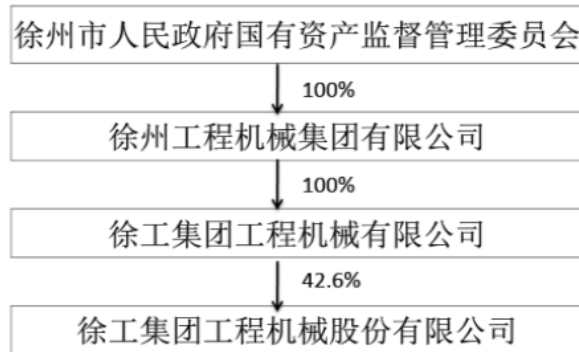 徐州市人民政府国有资产监督管理委员会
100%
徐州工程机械集团有限公司
100%
徐工集团工程机械有限公司
42.6%
徐工集团工程机械股份有限公司